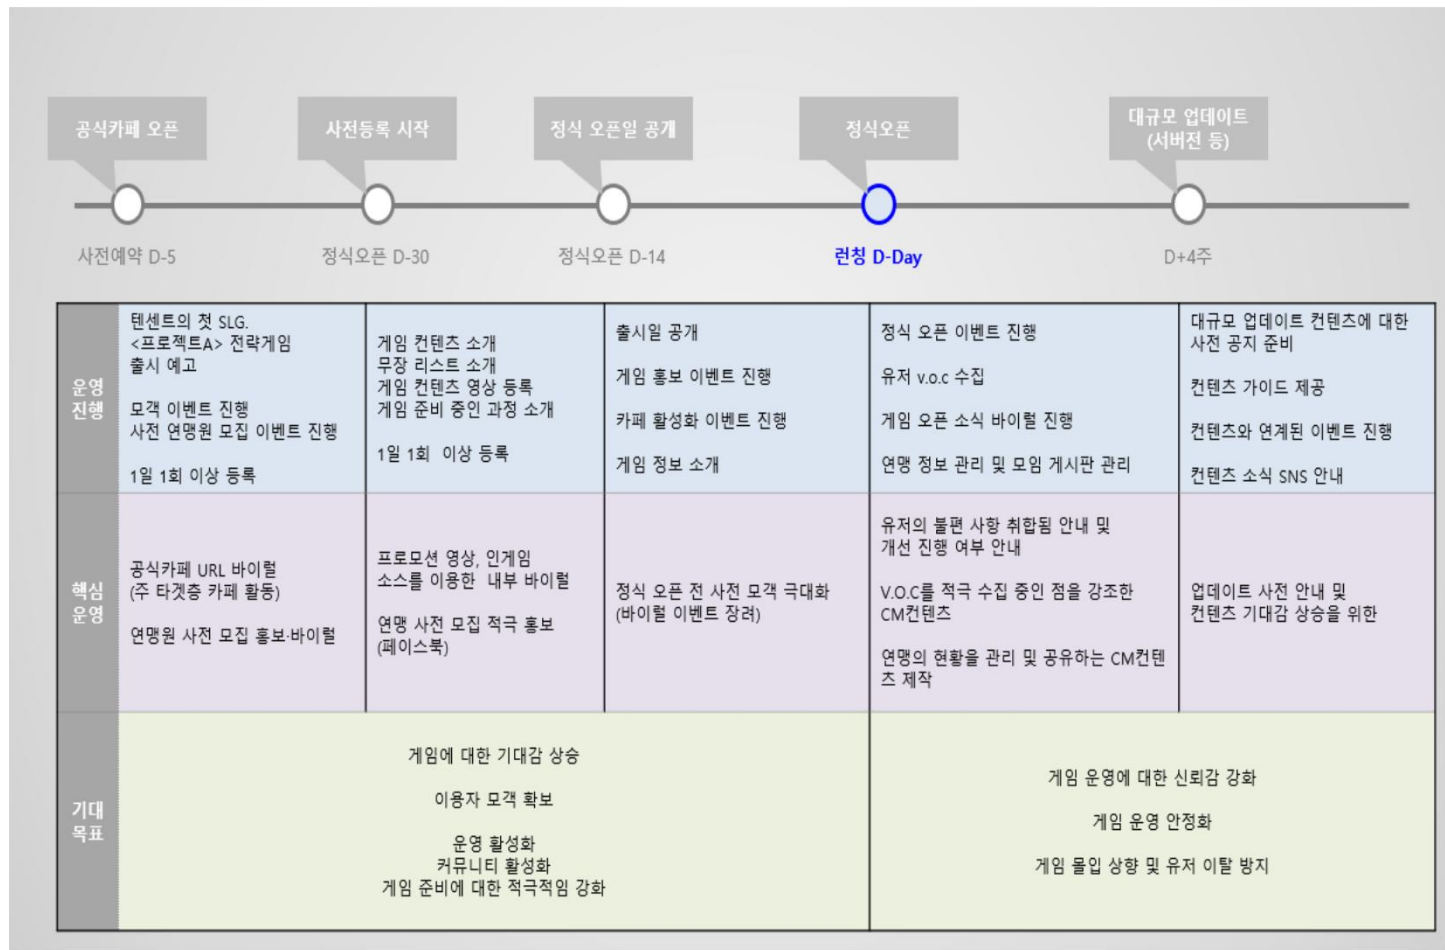 공식카페 오픈
사전등록 시작
정식 오픈일 공개
정식오픈
대규모 업데이트
(서버전 등)
사전예약 D-5
정식오픈 D-30
정식오픈 D-14
런칭 D-Day
D+4주
운영
진행
텐센트의 첫 SLG.
<프로젝트A> 전략게임
출시 예고
모객 이벤트 진행
사전 연맹원 모집 이벤트 진행
1일 1회 이상 등록
게임 컨텐츠 소개
무장 리스트 소개
게임 컨텐츠 영상 등록
게임 준비 중인 과정 소개
1일 1회 이상 등록
출시일 공개
게임 홍보 이벤트 진행
카페 활성화 이벤트 진행
게임 정보 소개
정식 오픈 이벤트 진행
유저 v.o.c 수집
게임 오픈 소식 바이럴 진행
연맹 정보 관리 및 모임 게시판 관리
대규모 업데이트 컨텐츠에 대한
사전 공지 준비
컨텐츠 가이드 제공
컨텐츠와 연계된 이벤트 진행
컨텐츠 소식 SNS 안내
핵심
운영
공식카페 URL 바이럴
(주 타겟층 카페 활동)
연맹원 사전 모집 홍보·바이럴
프로모션 영상, 인게임
소스를 이용한 내부 바이럴
연맹 사전 모집 적극 홍보
(페이스북)
정식 오픈 전 사전 모객 극대화
(바이럴 이벤트 장려)
유저의 불편 사항 취합됨 안내 및
개선 진행 여부 안내
V.O.C를 적극 수집 중인 점을 강조한
CM컨텐츠
연맹의 현황을 관리 및 공유하는 CM컨텐
츠 제작
업데이트 사전 안내 및
컨텐츠 기대감 상승을 위한
기대
목표
게임에 대한 기대감 상승
이용자 모객 확보
운영 활성화
커뮤니티 활성화
게임 준비에 대한 적극적임 강화
게임 운영에 대한 신뢰감 강화
게임 운영 안정화
게임 몰입 상향 및 유저 이탈 방지